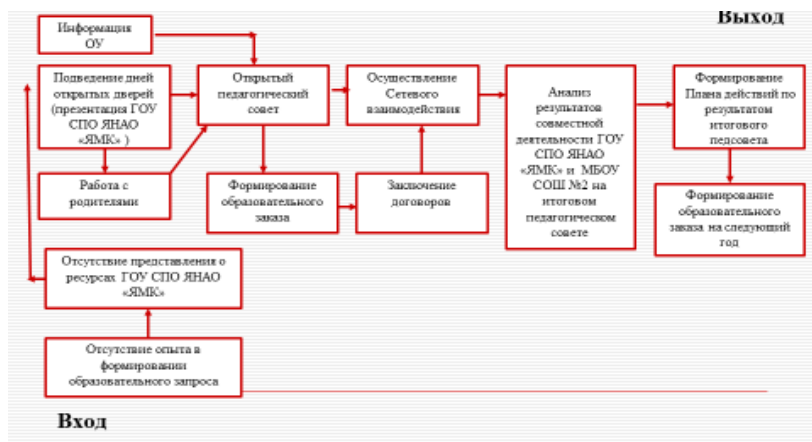 Выход
Информация
ОУ
Подведение дней
открытых дверей
(презентация ГОУ
СПО ЯНАО
«ЯМК» )
Открытый
педагогический
совет
Осуществление
Сетевого
взаимодействия
Анализ
результатов
совместной
деятельности ГОУ
СПО ЯНАО
«ЯМК» и МБОУ
СОШ №2 на
итоговом
педагогическом
совете
Формирование
Плана действий по
результатом
итогового
педсовета
Работа с
родителями
Формирование
образовательного
заказа
Заключение
договоров
Формирование
образовательного
заказа на следующий
год
Отсутствие представления о
ресурсах ГОУ СПО ЯНАО
«ЯМК»
Отсутствие опыта в
формировании
образовательного запроса
Вход